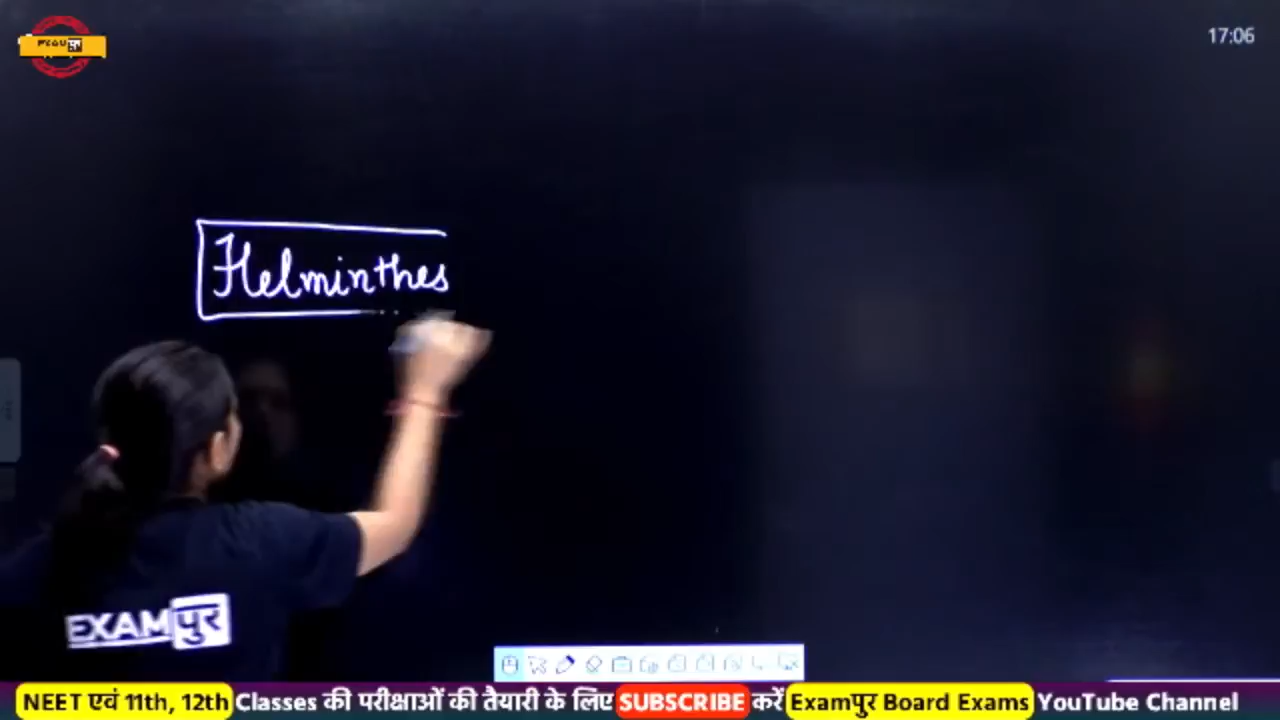 17:06
Helminthes
EXAMपुर
NEET एवं 11th, 12th Classes की परीक्षाओं की तैयारी के लिए SUBSCRIBE करें Examपुर Board Exams YouTube Channel